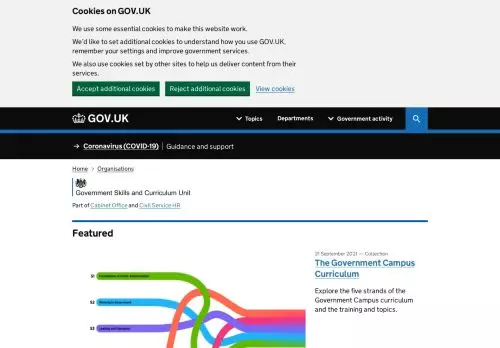 Cookies on GOV.UK
We use some essential cookies to make this website work.
We'd like to set additional cookies to understand how you use GOV.UK,
remember your settings and improve government services.
We also use cookies set by other sites to help us deliver content from their
services.
Accept additional cookies Reject additional cookies View cookies
GOV.UK Topics Departments Government activity
→ Coronavirus (COVID-19) Guidance and support
Home > Organisations
Government Skills and Curriculum Unit
Part of Cabinet Office and Civil Service HR
Featured
21 September 2021 — Collection
The Government Campus
Curriculum
Explore the five strands of the
Government Campus curriculum
and the training and topics.
S1
S2
S3